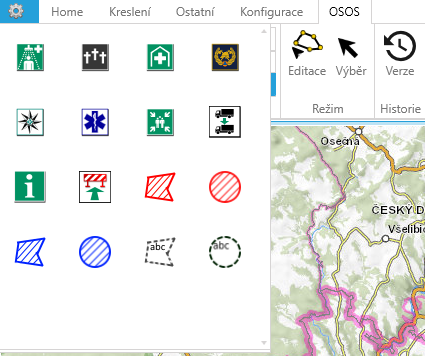 Home Kreslení Ostatní Konfigurace OSOS
Editace Výběr Verze
Režim Historie
abc abc
Osečná
ČESKÝ D
Všelibic